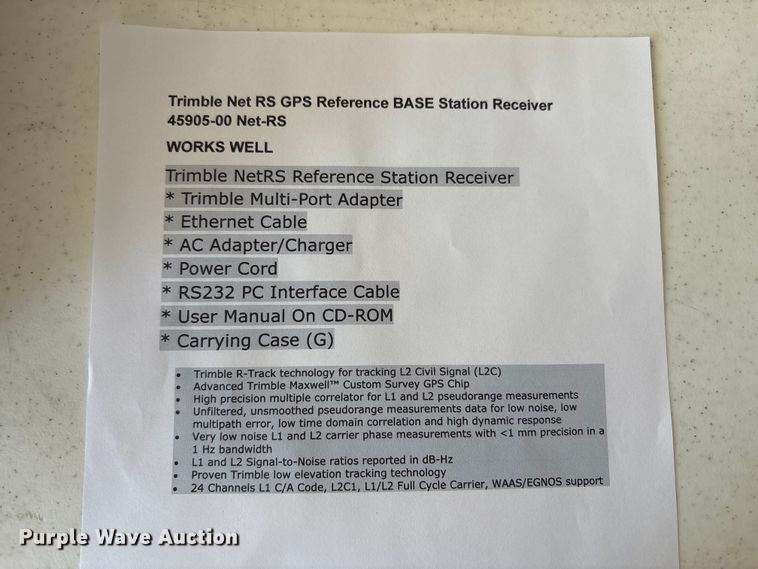 Trimble Net RS GPS Reference BASE Station Receiver
45905-00 Net-RS
WORKS WELL
Trimble NetRS Reference Station Receiver
* Trimble Multi-Port Adapter
* Ethernet Cable
* AC Adapter/Charger
* Power Cord
* RS232 PC Interface Cable
* User Manual On CD-ROM
* Carrying Case (G)
• Trimble R-Track technology for tracking L2 Civil Signal (L2C)
• Advanced Trimble Maxwell™ Custom Survey GPS Chip
• High precision multiple correlator for L1 and L2 pseudorange measurements
• Unfiltered, unsmoothed pseudorange measurements data for low noise, low
multipath error, low time domain correlation and high dynamic response
• Very low noise L1 and L2 carrier phase measurements with <1 mm precision in a
1 Hz bandwidth
• L1 and L2 Signal-to-Noise ratios reported in dB-Hz
• Proven Trimble low elevation tracking technology
• 24 Channels L1 C/A Code, L2C1, L1/L2 Full Cycle Carrier, WAAS/EGNOS support
Purple Wave Auction